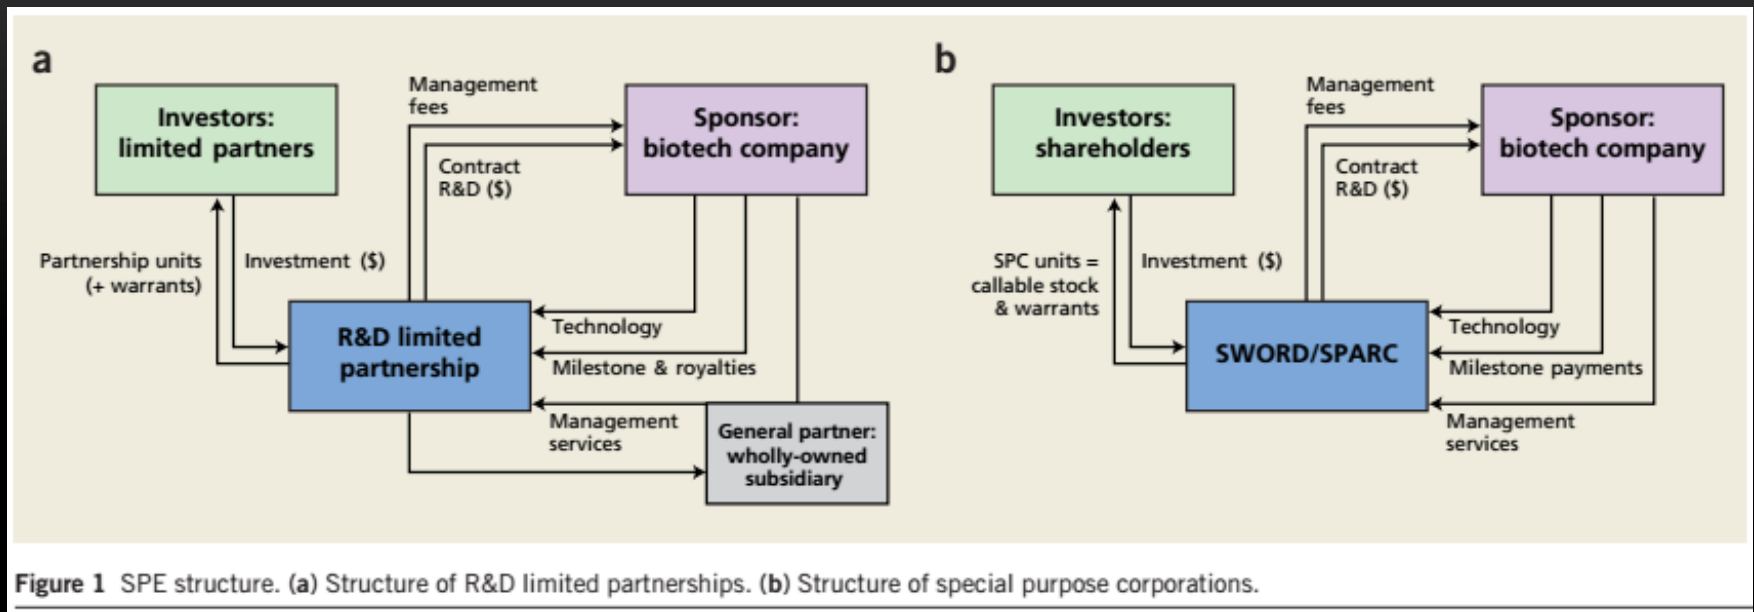 a
Investors:
limited partners
Management
fees
Contract
R&D ($)
Sponsor:
biotech company
Partnership units
(+ warrants)
Investment ($)
R&D limited
partnership
Technology
Milestone & royalties
Management
services
General partner:
wholly-owned
subsidiary
b
Investors:
shareholders
Management
fees
Contract
R&D ($)
Sponsor:
biotech company
SPC units =
callable stock
& warrants
Investment ($)
SWORD/SPARC
Technology
Milestone payments
Management
services
Figure 1 SPE structure. (a) Structure of R&D limited partnerships. (b) Structure of special purpose corporations.